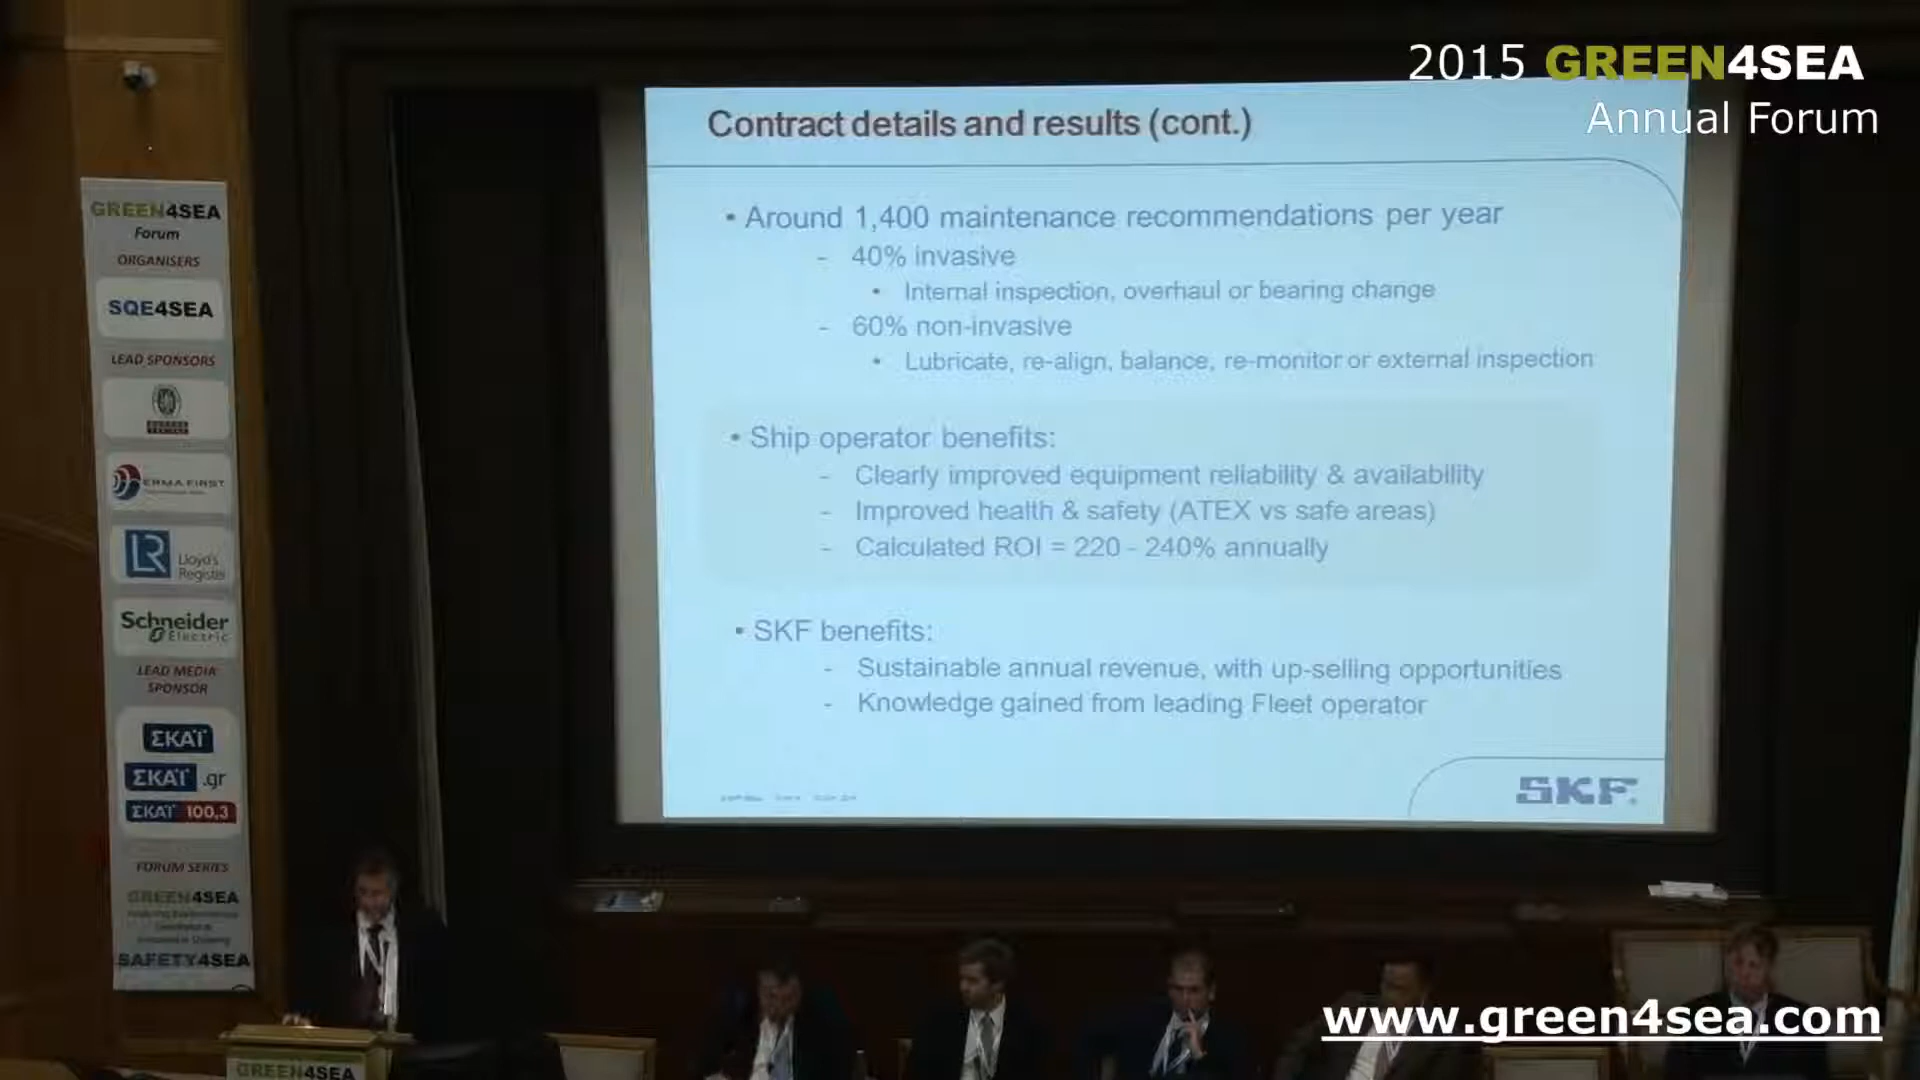 2015 GREEN4SEA
Annual Forum
Contract details and results (cont.)
• Around 1,400 maintenance recommendations per year
- 40% invasive
• Internal inspection, overhaul or bearing change
- 60% non-invasive
• Lubricate, re-align, balance, re-monitor or external inspection
• Ship operator benefits:
- Clearly improved equipment reliability & availability
- Improved health & safety (ATEX vs safe areas)
- Calculated ROI = 220 - 240% annually
• SKF benefits:
- Sustainable annual revenue, with up-selling opportunities
- Knowledge gained from leading Fleet operator
SKF
GREEN4SEA
Forum
ORGANISERS
SQE4SEA
LEAD SPONSORS
ERMA FIRST
LR Lloyd's
Register
Schneider
Electric
LEAD MEDIA
SPONSOR
ΣΚΑΪ
ΣΚΑΪ.gr
ΣΚΑΪ 100,3
FORUM SERIES
GREEN4SEA
SAFETY4SEA
GREEN4SEA
www.green4sea.com